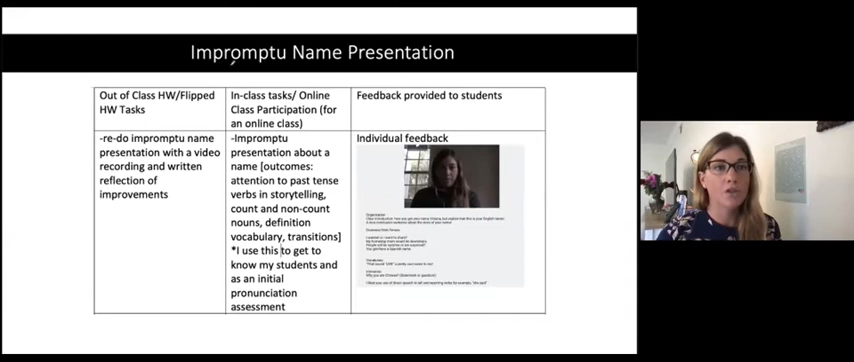 Impromptu Name Presentation
Out of Class HW/Flipped
HW Tasks
In-class tasks/ Online
Class Participation (for
an online class)
Feedback provided to students
-re-do impromptu name
presentation with a video
recording and written
reflection of
improvements
-Impromptu
presentation about a
name [outcomes:
attention to past tense
verbs in storytelling,
count and non-count
nouns, definition
vocabulary, transitions]
*I use this to get to
know my students and
as an initial
pronunciation
assessment
Individual feedback
Organization